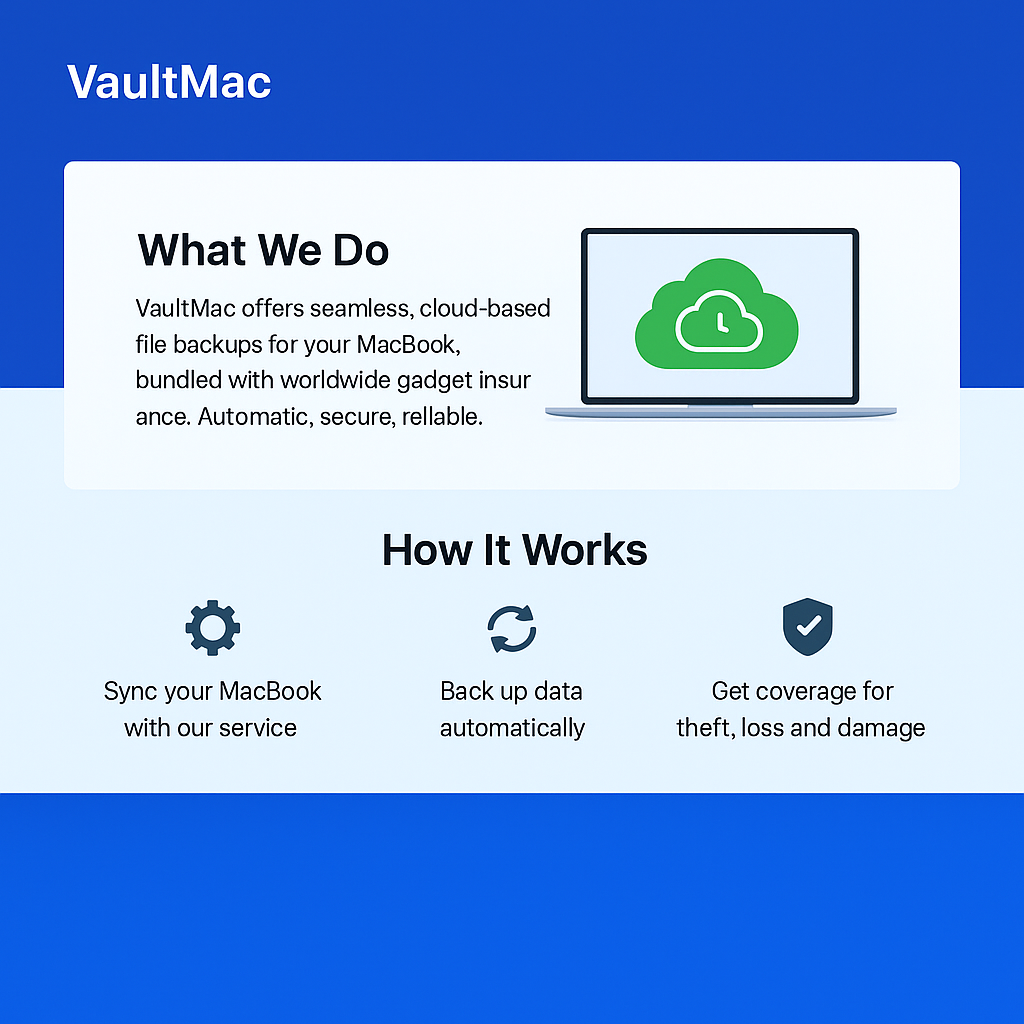 VaultMac
What We Do
VaultMac offers seamless, cloud-based
file backups for your MacBook,
bundled with worldwide gadget insur
ance. Automatic, secure, rellable.
How It Works
Sync your MacBook
with our service
Back up data
automatically
Get coverage for
theft, loss and damage